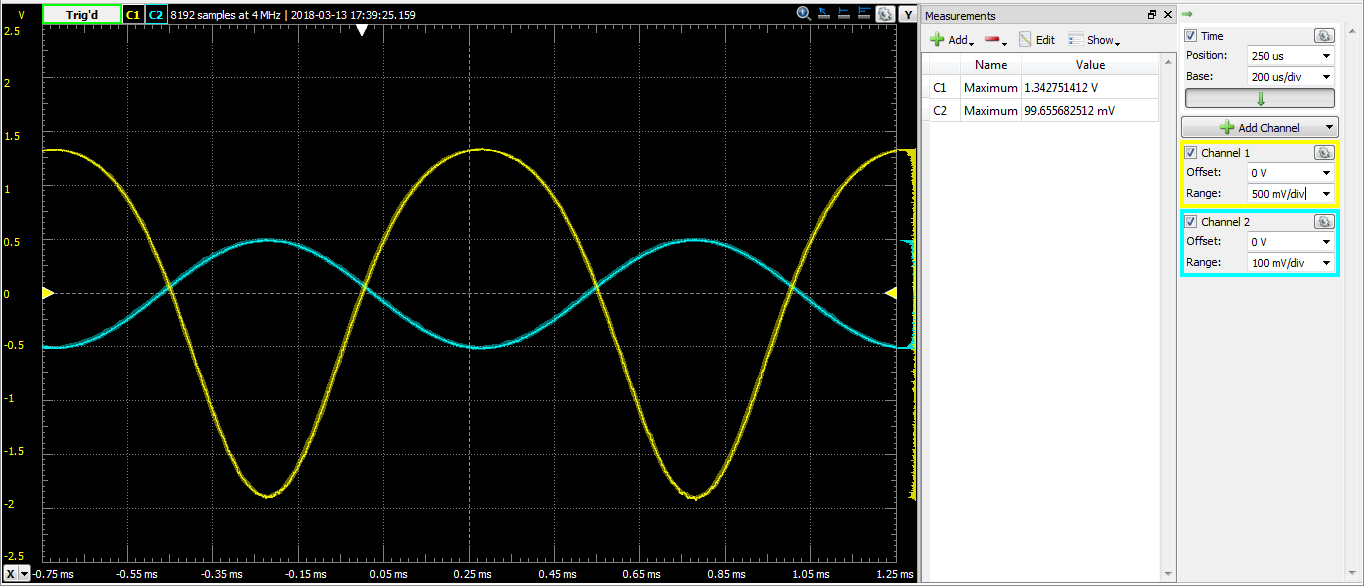 V Trig'd C1 C2 8192 samples at 4 MHz | 2018-03-13 17:39:25.159 Y
2.5
2
1.5
1
0.5
0
-0.5
-1
-1.5
-2
-2.5
X -0.75 ms -0.55 ms -0.35 ms -0.15 ms 0.05 ms 0.25 ms 0.45 ms 0.65 ms 0.85 ms 1.05 ms 1.25 ms
Measurements
Add Edit Show
Name Value
C1 Maximum 1.342751412 V
C2 Maximum 99.655682512 mV
Time
Position: 250 us
Base: 200 us/div
Add Channel
Channel 1
Offset: 0 V
Range: 500 mV/div
Channel 2
Offset: 0 V
Range: 100 mV/div